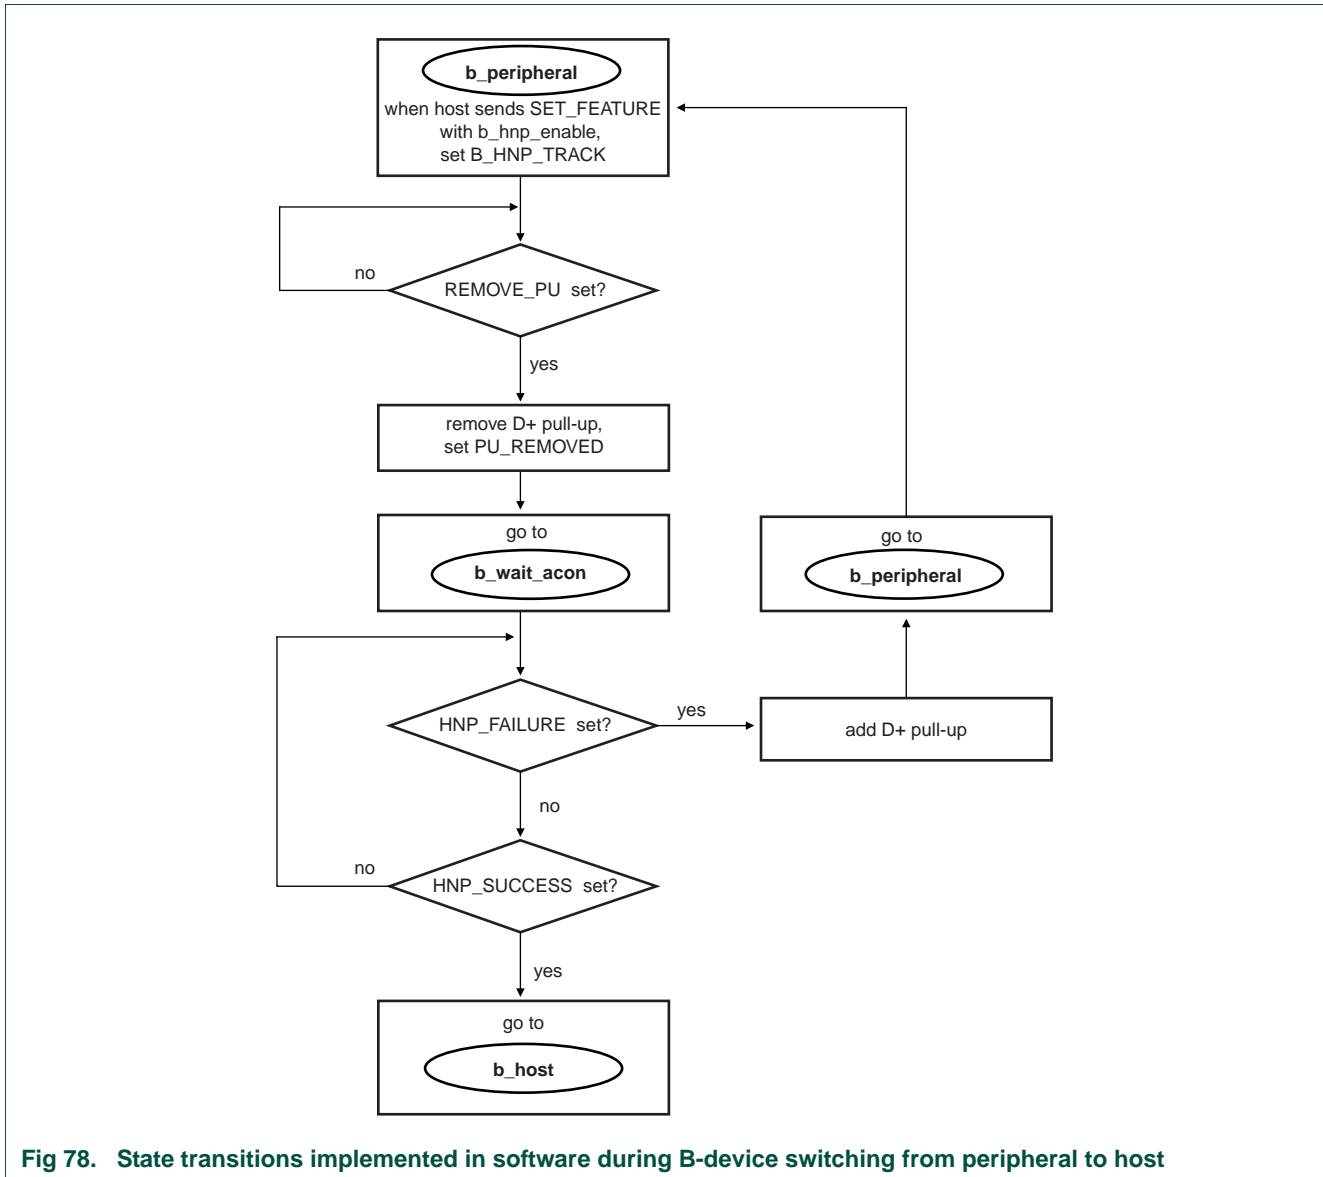 b_peripheral
when host sends SET_FEATURE
with b_hnp_enable,
set B_HNP_TRACK
no
REMOVE_PU set?
yes
remove D+ pull-up,
set PU_REMOVED
go to
b_wait_acon
go to
b_peripheral
HNP_FAILURE set?
yes
add D+ pull-up
no
no
HNP_SUCCESS set?
yes
go to
b_host
Fig 78. State transitions implemented in software during B-device switching from peripheral to host